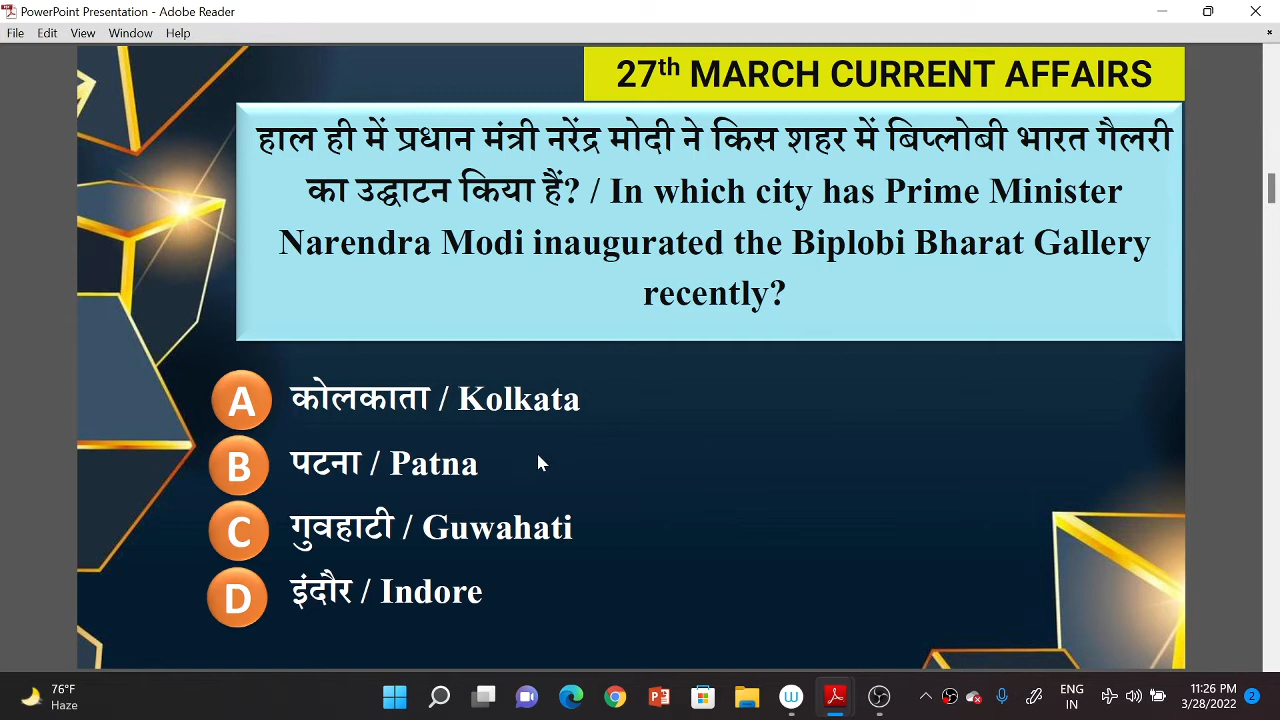 PowerPoint Presentation - Adobe Reader
File Edit View Window Help
27th MARCH CURRENT AFFAIRS
हाल ही में प्रधान मंत्री नरेंद्र मोदी ने किस शहर में बिप्लोबी भारत गैलरी
का उद्घाटन किया हैं? / In which city has Prime Minister
Narendra Modi inaugurated the Biplobi Bharat Gallery
recently?
A कोलकाता / Kolkata
B पटना / Patna
C गुवहाटी / Guwahati
D इंदौर / Indore
76°F
Haze
ENG
IN
11:26 PM
3/28/2022
2